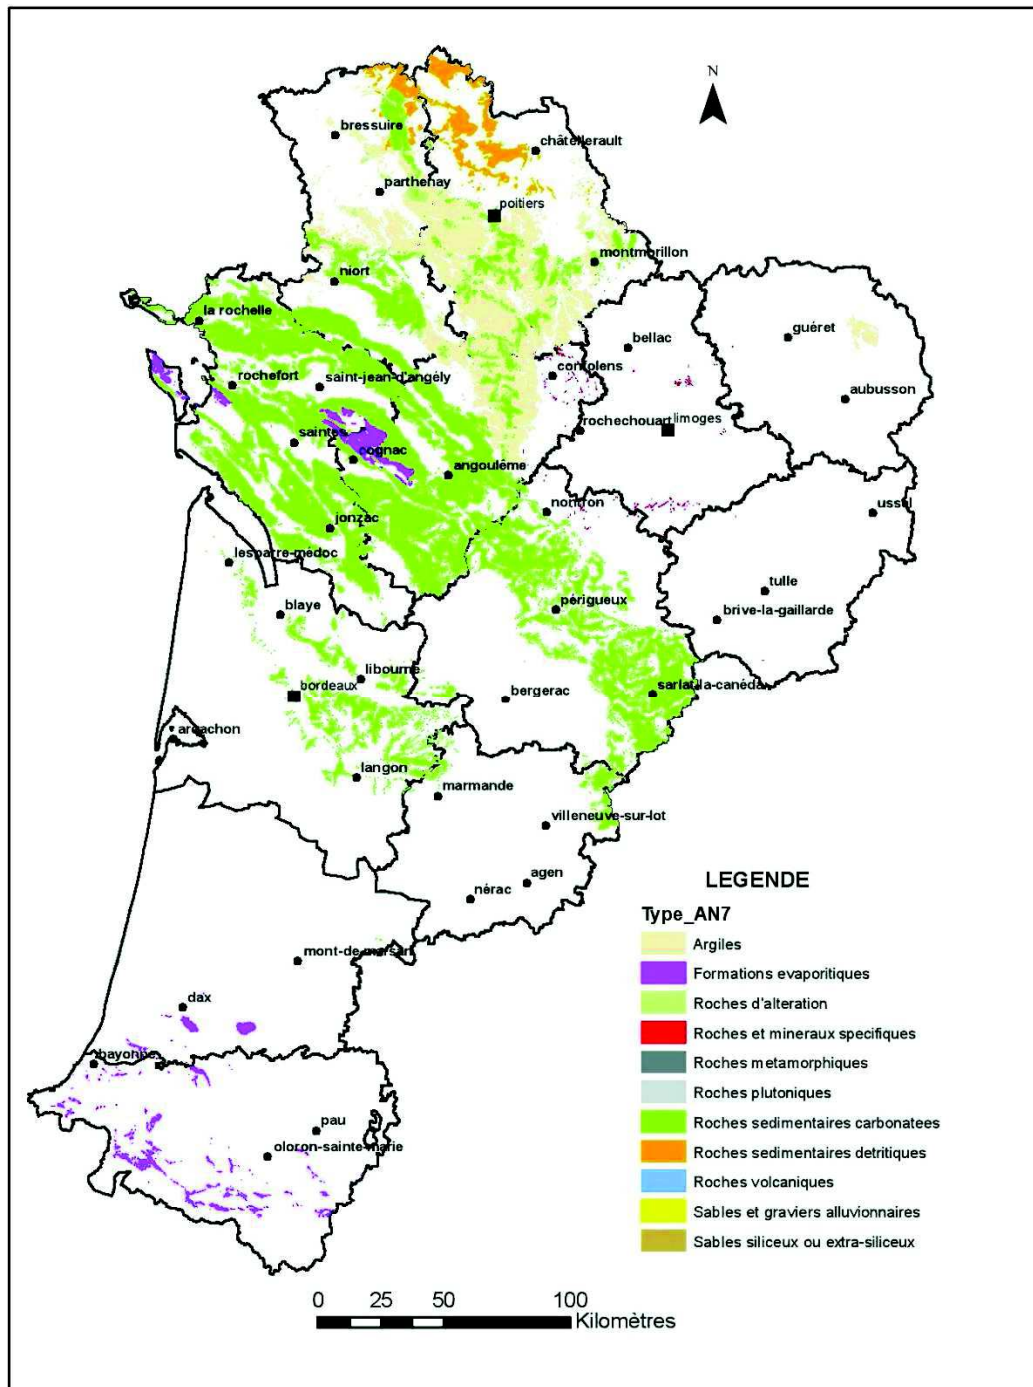 N
bressuire
châtellerault
parthenay
poitiers
montmorillon
niort
la rochelle
guéret
bellac
confolens
rochefort
saint-jean-d'angély
aubusson
rochechouart
limoges
saintes
cognac
angoulême
nontron
ussel
jonzac
lesparre-médoc
tulle
blaye
périgueux
brive-la-gaillarde
libourne
bordeaux
bergerac
sarlat-la-canéda
arcachon
langon
marmande
villeneuve-sur-lot
agen
nérac
mont-de-marsan
dax
bayonne
pau
oloron-sainte-marie
LEGENDE
Type_AN7
Argiles
Formations evaporitiques
Roches d'alteration
Roches et mineraux specifiques
Roches metamorphiques
Roches plutoniques
Roches sedimentaires carbonatees
Roches sedimentaires detritiques
Roches volcaniques
Sables et graviers alluvionnaires
Sables siliceux ou extra-siliceux
0 25 50 100
Kilomètres